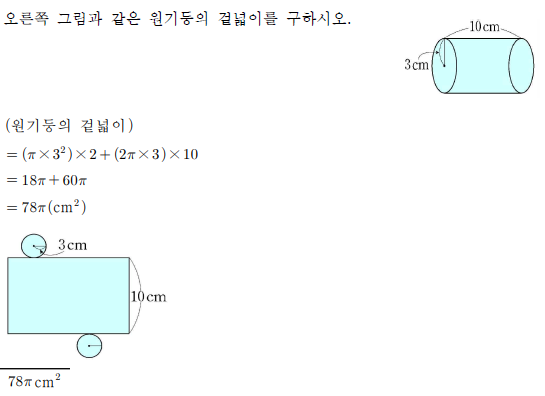 오른쪽 그림과 같은 원기둥의 겉넓이를 구하시오.
10cm
3cm
(원기둥의 겉넓이)
=(π×3²)×2+(2π×3)×10
=18π+60π
=78π(cm²)
3cm
10cm
78πcm²